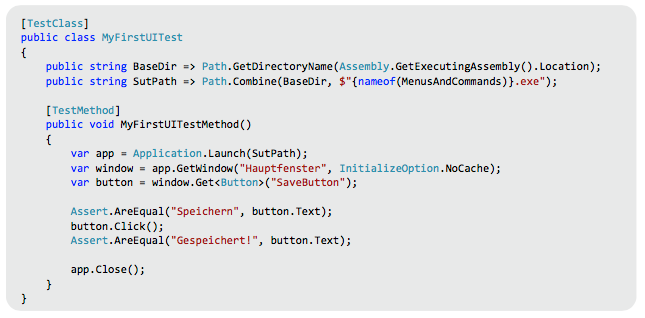 [TestClass]
public class MyFirstUITest
{
    public string BaseDir => Path.GetDirectoryName(Assembly.GetExecutingAssembly().Location);
    public string SutPath => Path.Combine(BaseDir, $"{nameof(MenusAndCommands)}.exe");

    [TestMethod]
    public void MyFirstUITestMethod()
    {
        var app = Application.Launch(SutPath);
        var window = app.GetWindow("Hauptfenster", InitializeOption.NoCache);
        var button = window.Get<Button>("SaveButton");

        Assert.AreEqual("Speichern", button.Text);
        button.Click();
        Assert.AreEqual("Gespeichert!", button.Text);

        app.Close();
    }
}